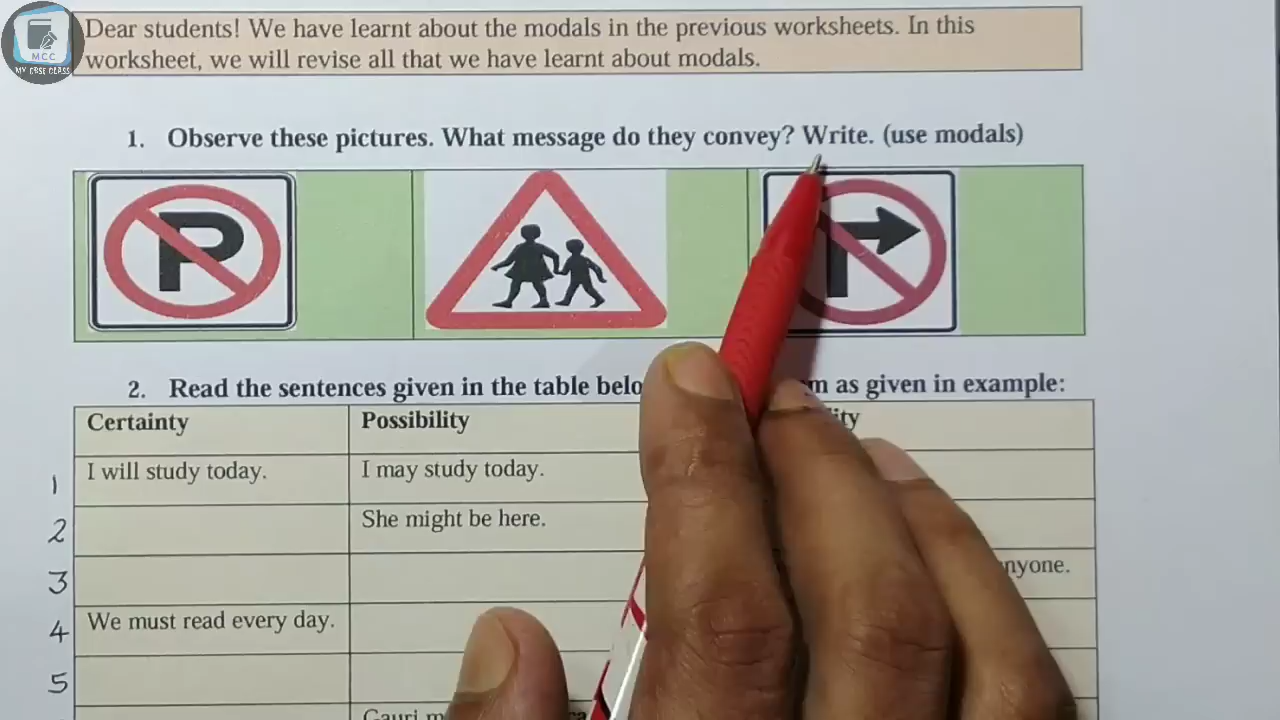 MCC
MY CBSE CLASS
Dear students! We have learnt about the modals in the previous worksheets. In this
worksheet, we will revise all that we have learnt about modals.
1. Observe these pictures. What message do they convey? Write. (use modals)
P
2. Read the sentences given in the table as given in example:
Certainty Possibility
1 I will study today. I may study today.
2 She might be here.
3
4 We must read every day.
5
Gauri